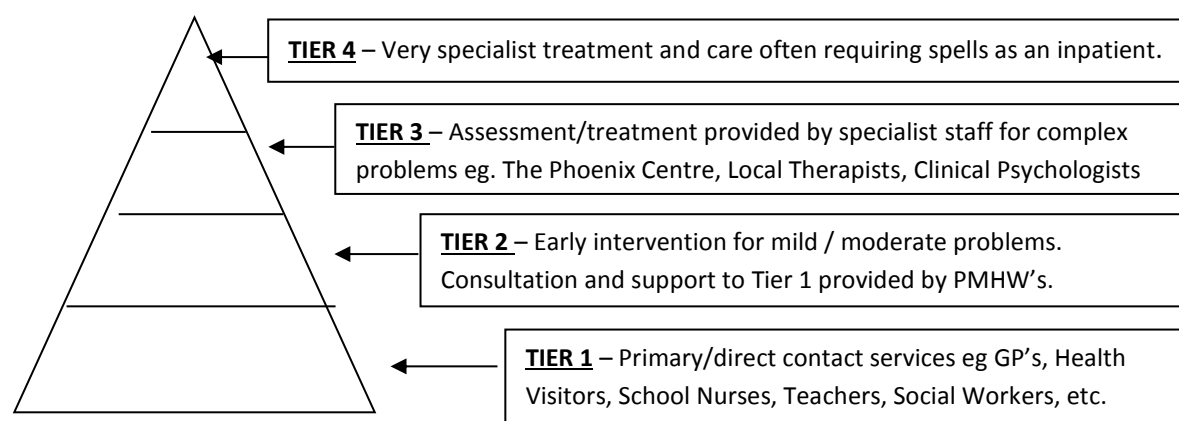 TIER 4 – Very specialist treatment and care often requiring spells as an inpatient.
TIER 3 – Assessment/treatment provided by specialist staff for complex
problems eg. The Phoenix Centre, Local Therapists, Clinical Psychologists
TIER 2 – Early intervention for mild / moderate problems.
Consultation and support to Tier 1 provided by PMHW’s.
TIER 1 – Primary/direct contact services eg GP’s, Health
Visitors, School Nurses, Teachers, Social Workers, etc.